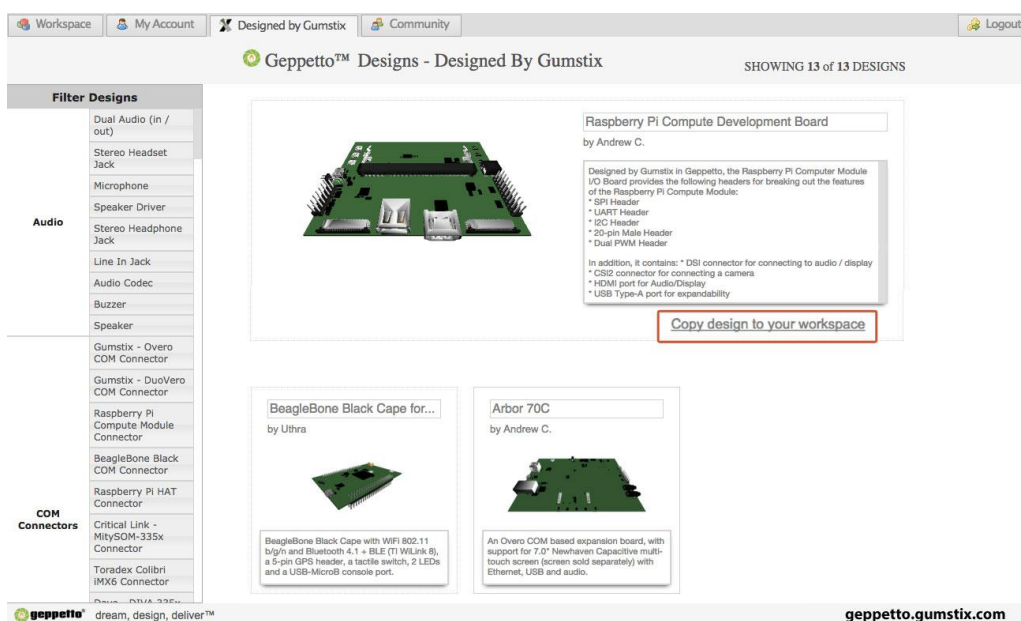 Workspace
My Account
Designed by Gumstix
Community
Logout
Geppetto™ Designs - Designed By Gumstix
SHOWING 13 of 13 DESIGNS
Filter Designs
Audio
Dual Audio (in /
out)
Stereo Headset
Jack
Microphone
Speaker Driver
Stereo Headphone
Jack
Line In Jack
Audio Codec
Buzzer
Speaker
COM
Connectors
Gumstix - Overo
COM Connector
Gumstix - DuoVero
COM Connector
Raspberry Pi
Compute Module
Connector
BeagleBone Black
COM Connector
Raspberry Pi HAT
Connector
Critical Link -
MitySOM-335x
Connector
Toradex Colibri
iMX6 Connector
Raspberry Pi Compute Development Board
by Andrew C.
Designed by Gumstix in Geppetto, the Raspberry Pi Computer Module
I/O Board provides the following headers for breaking out the features
of the Raspberry Pi Compute Module:
* SPI Header
* UART Header
* I2C Header
* 20-pin Male Header
* Dual PWM Header
In addition, it contains: * DSI connector for connecting to audio / display
* CSI2 connector for connecting a camera
* HDMI port for Audio/Display
* USB Type-A port for expandability
Copy design to your workspace
BeagleBone Black Cape for...
by Uthra
BeagleBone Black Cape with WiFi 802.11
b/g/n and Bluetooth 4.1 + BLE (TI WiLink 8),
a 5-pin GPS header, a tactile switch, 2 LEDs
and a USB-MicroB console port.
Arbor 70C
by Andrew C.
An Overo COM based expansion board, with
support for 7.0" Newhaven Capacitive multi-
touch screen (screen sold separately) with
Ethernet, USB and audio.
geppetto®
dream, design, deliver™
geppetto.gumstix.com